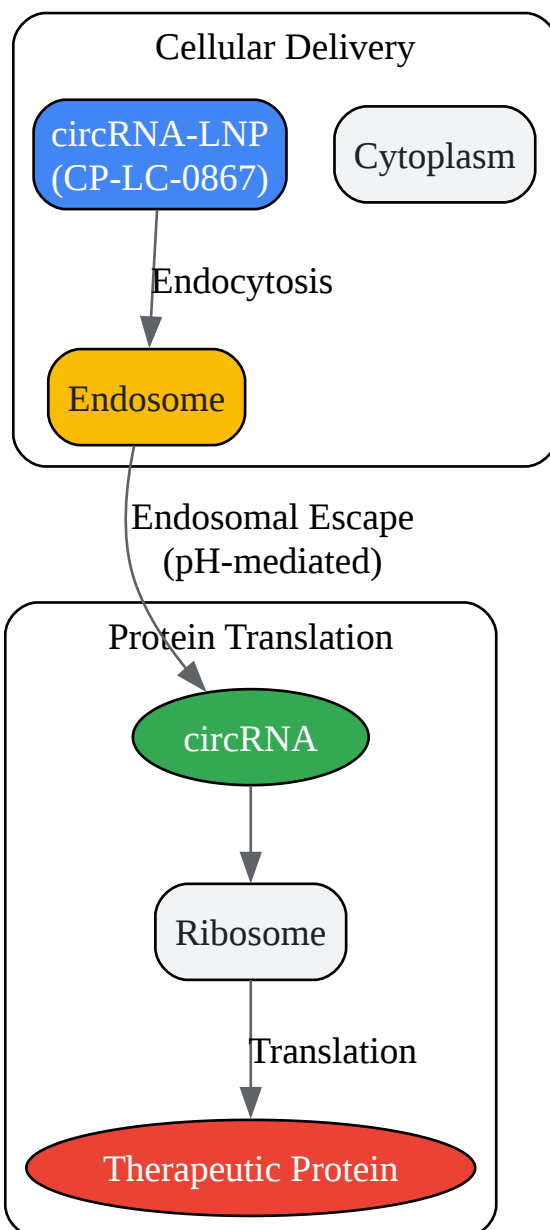 Cellular Delivery
circRNA-LNP
(CP-LC-0867)
Cytoplasm
Endocytosis
Endosome
Endosomal Escape
(pH-mediated)
Protein Translation
circRNA
Ribosome
Translation
Therapeutic Protein